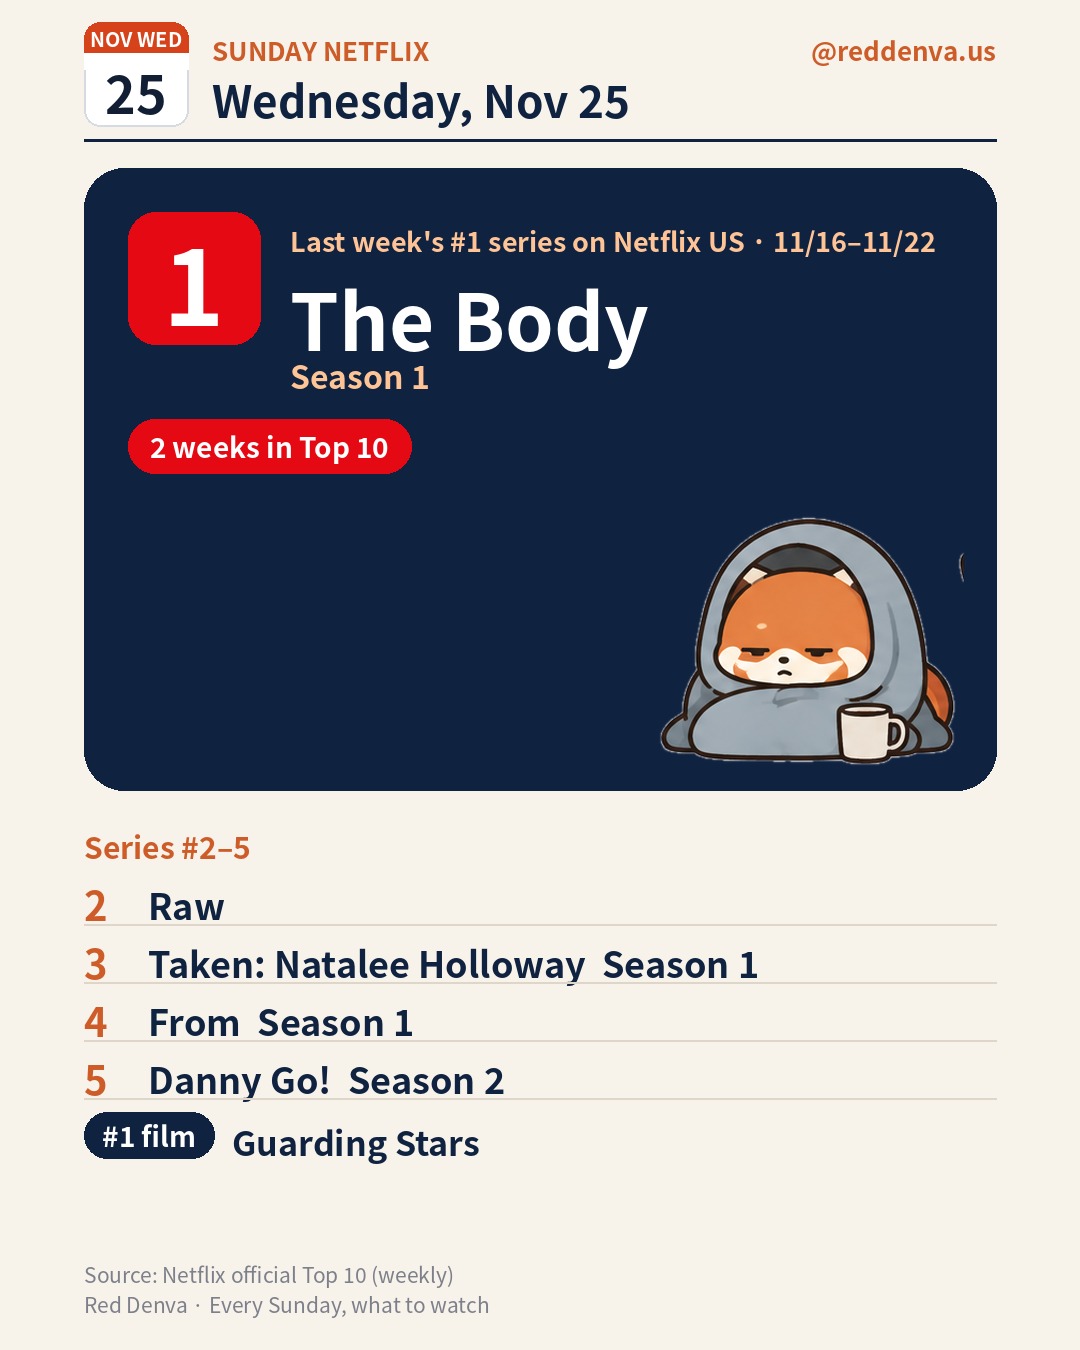 NOV WED
25
SUNDAY NETFLIX
Wednesday, Nov 25
@reddenva.us
1
Last week's #1 series on Netflix US · 11/16–11/22
The Body
Season 1
2 weeks in Top 10
Series #2–5
2 Raw
3 Taken: Natalee Holloway Season 1
4 From Season 1
5 Danny Go! Season 2
#1 film Guarding Stars
Source: Netflix official Top 10 (weekly)
Red Denva · Every Sunday, what to watch